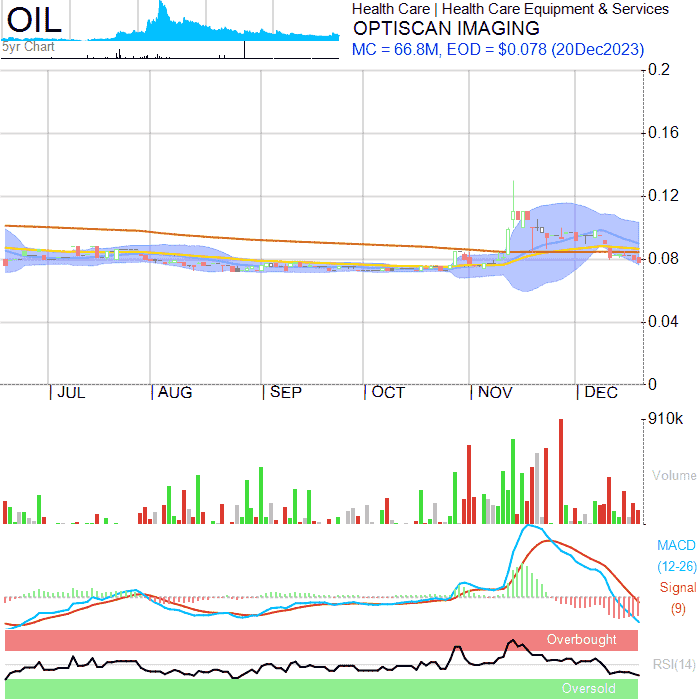 OIL
5yr Chart
Health Care | Health Care Equipment & Services
OPTISCAN IMAGING
MC = 66.8M, EOD = $0.078 (20Dec2023)
0.2
0.16
0.12
0.08
0.04
0
JUL AUG SEP OCT NOV DEC
910k
Volume
MACD
(12-26)
Signal
(9)
Overbought
RSI(14)
Oversold